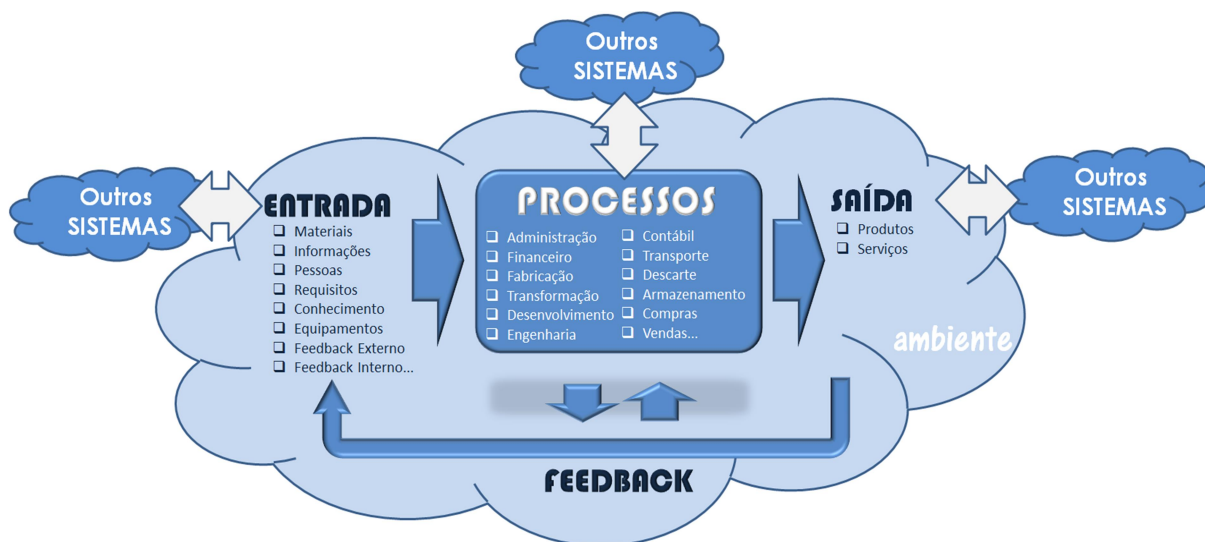 Outros
SISTEMAS
Outros
SISTEMAS
Outros
SISTEMAS
ENTRADA
Materiais
Informações
Pessoas
Requisitos
Conhecimento
Equipamentos
Feedback Externo
Feedback Interno...
PROCESSOS
Administração
Financeiro
Fabricação
Transformação
Desenvolvimento
Engenharia
Contábil
Transporte
Descarte
Armazenamento
Compras
Vendas...
SAÍDA
Produtos
Serviços
ambiente
FEEDBACK